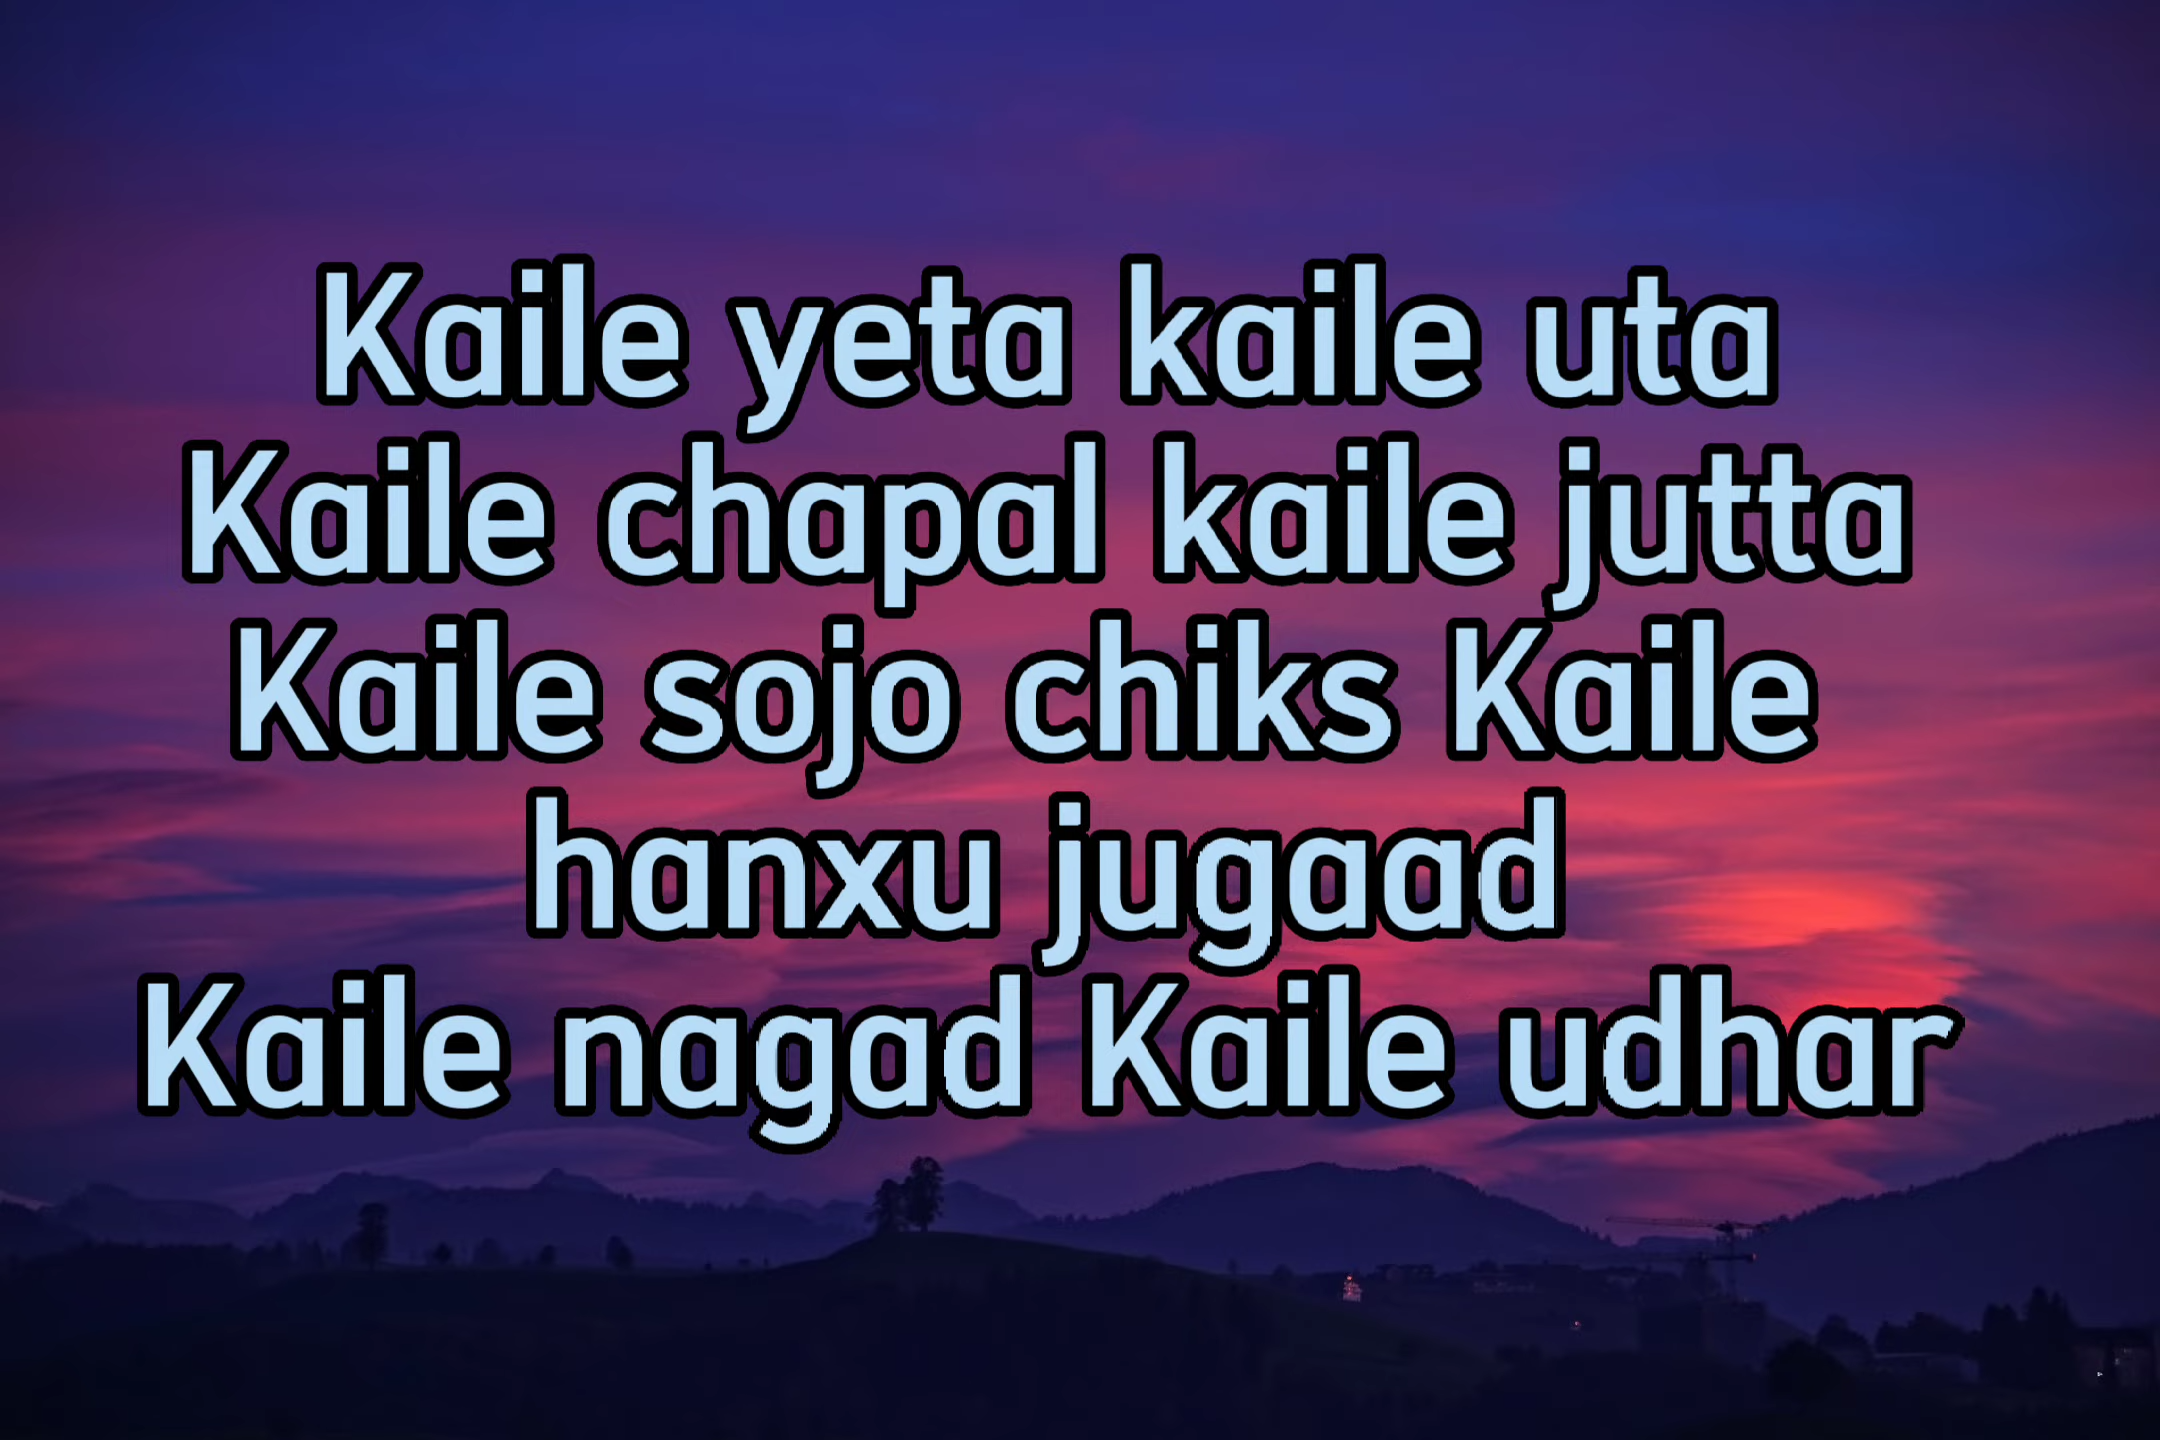 Kaile yeta kaile uta
Kaile chapal kaile jutta
Kaile sojo chiks Kaile
hanxu jugaad
Kaile nagad Kaile udhar